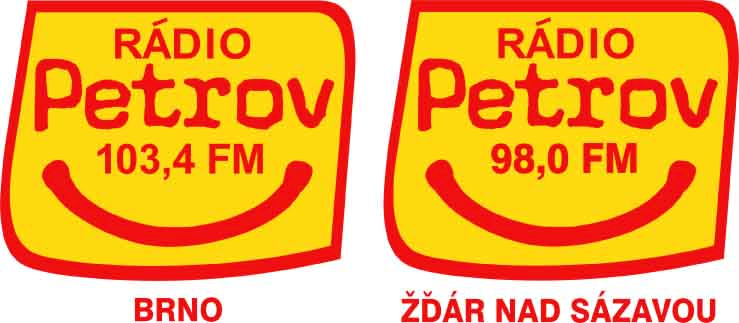 RÁDIO
Petrov
103,4 FM
BRNO
RÁDIO
Petrov
98,0 FM
ŽĎÁR NAD SÁZAVOU